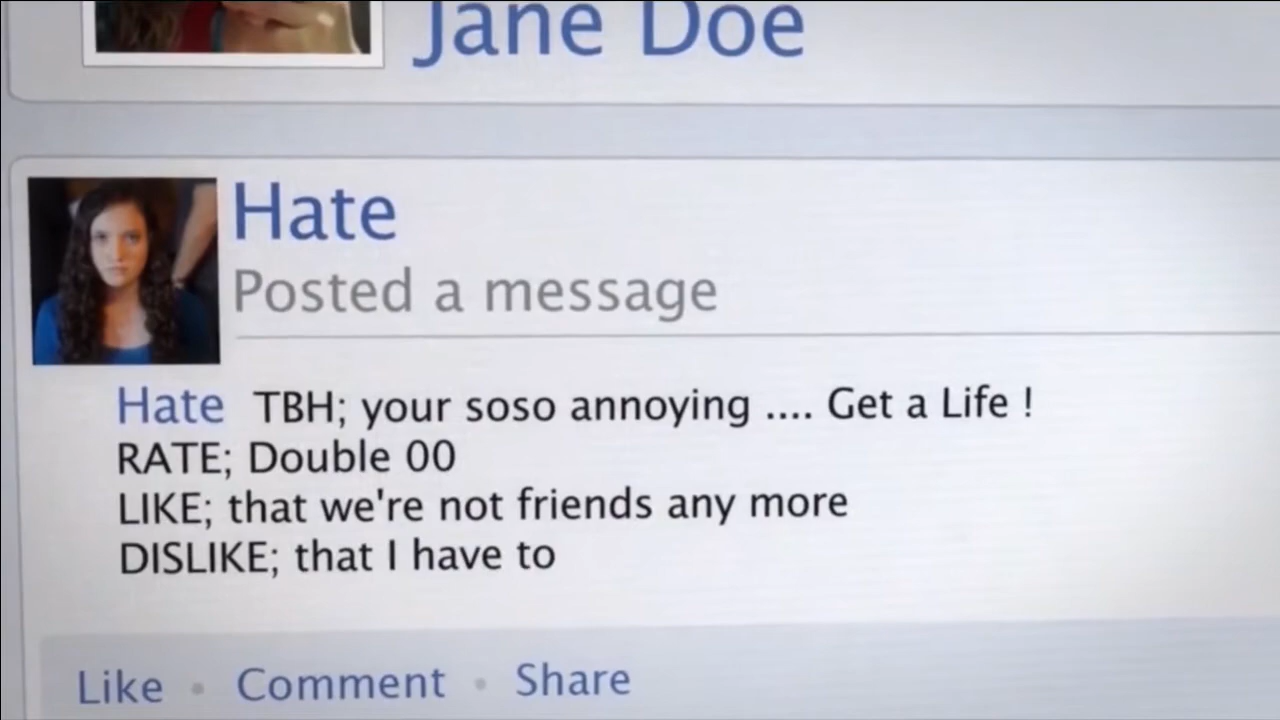 Jane Doe
Hate
Posted a message
Hate TBH; your soso annoying .... Get a Life !
RATE; Double 00
LIKE; that we're not friends any more
DISLIKE; that I have to
Like • Comment • Share